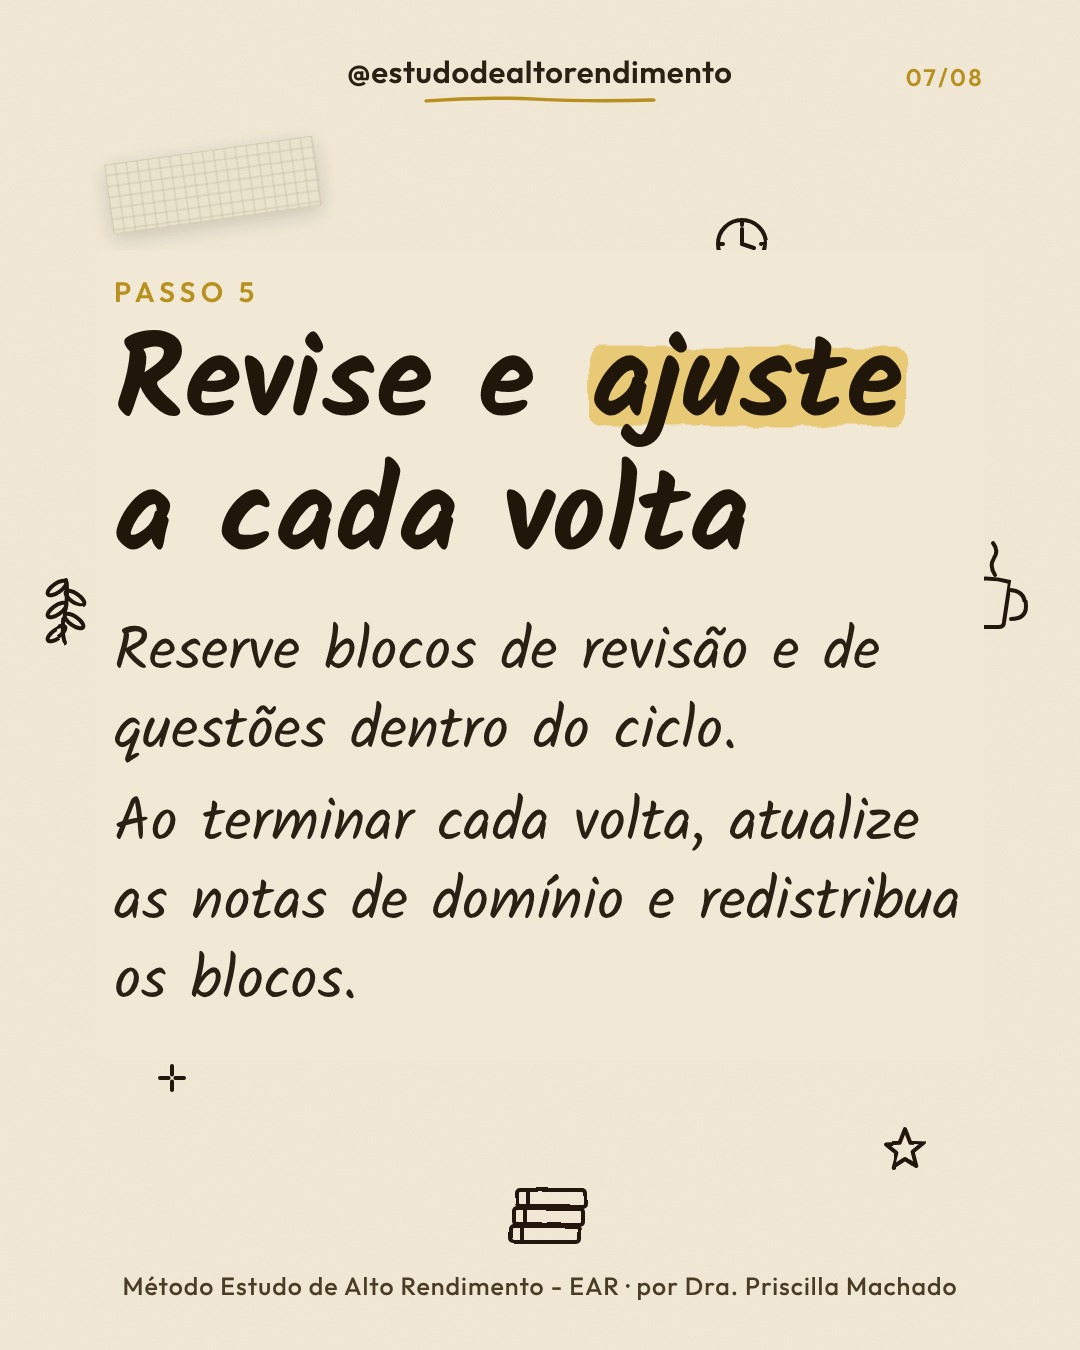 @estudodealtorendimento
07/08
PASSO 5
Revise e ajuste
a cada volta
Reserve blocos de revisão e de
questões dentro do ciclo.
Ao terminar cada volta, atualize
as notas de domínio e redistribua
os blocos.
Método Estudo de Alto Rendimento - EAR · por Dra. Priscilla Machado